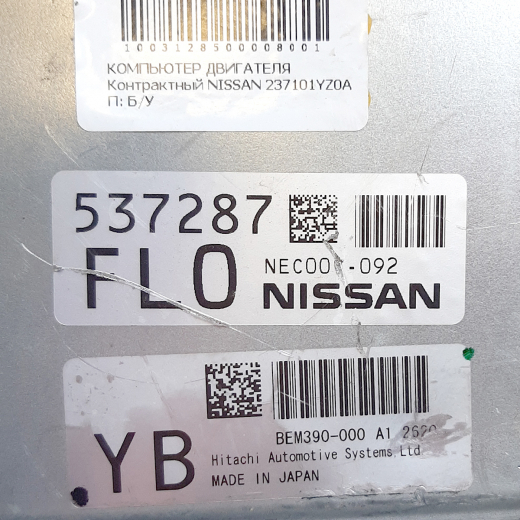 1003128500008001
КОМПЬЮТЕР ДВИГАТЕЛЯ
Контрактный NISSAN 237101YZ0A
П: Б/У
537287
FL0
NISSAN
YB
BEM390-000 A1
Hitachi Automotive Systems,Ltd
MADE IN JAPAN